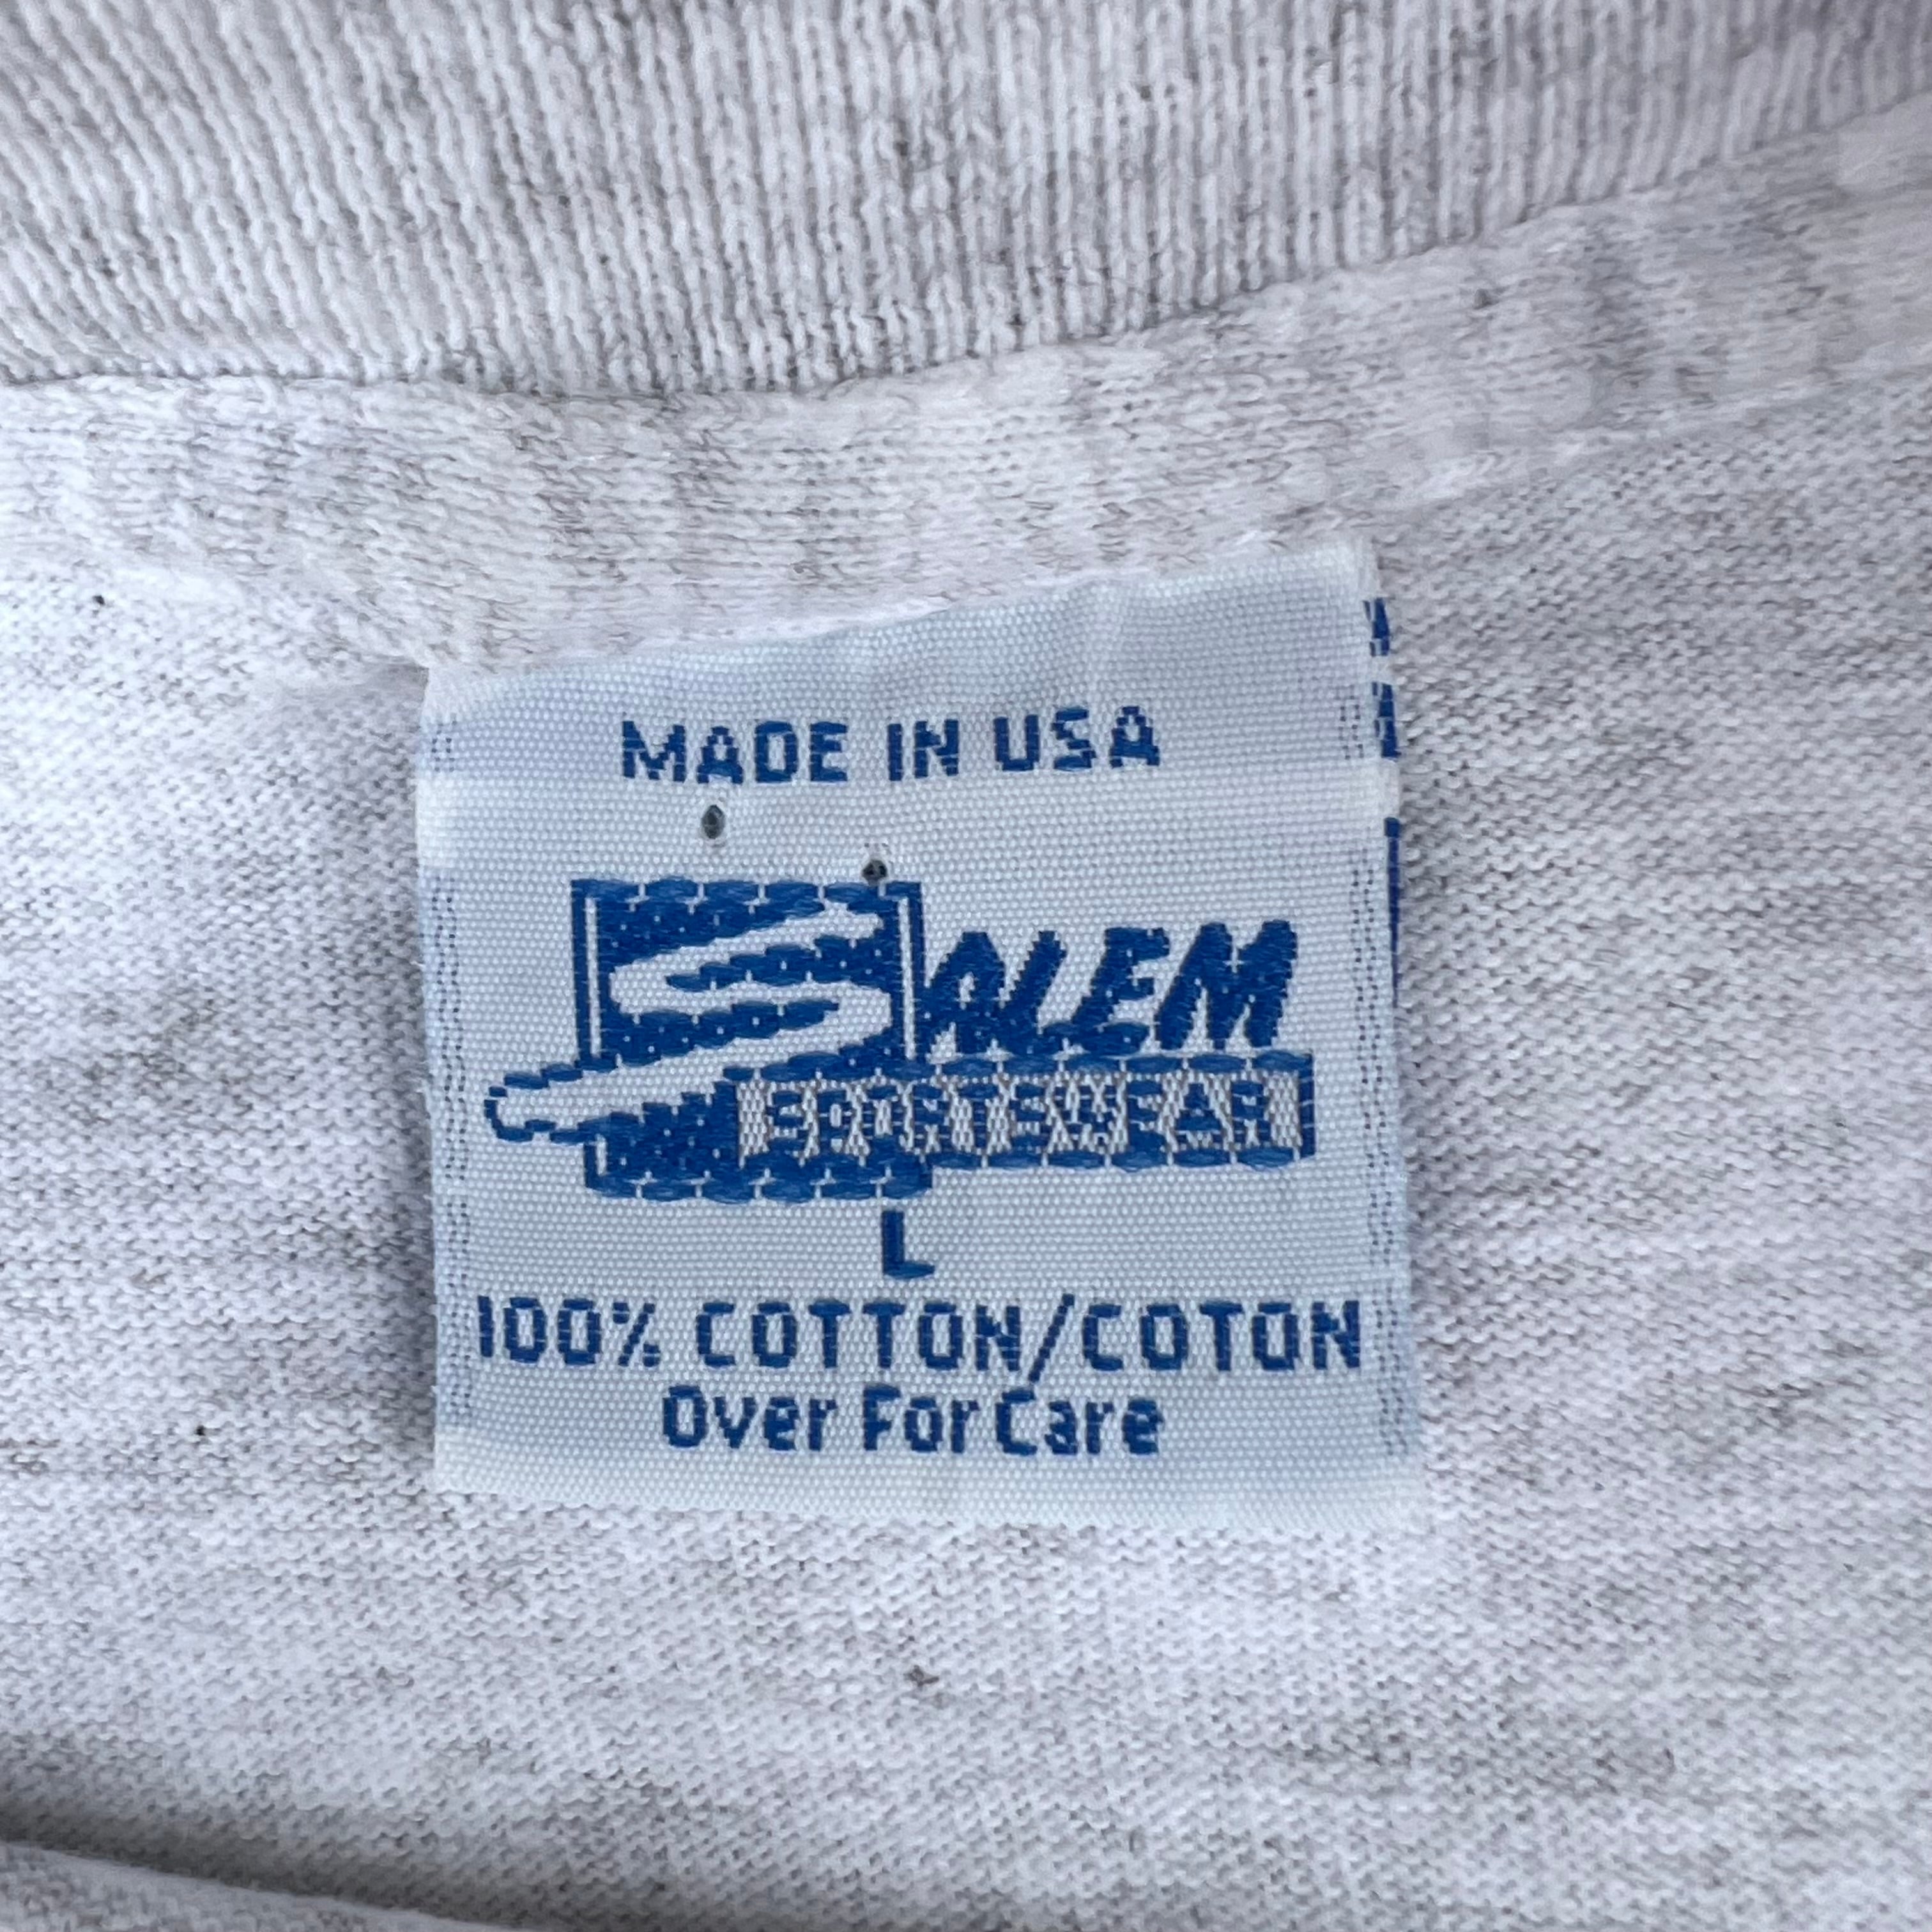 MADE IN USA
SALEM
SPORTSWEAR
L
100% COTTON/COTON
Over For Care